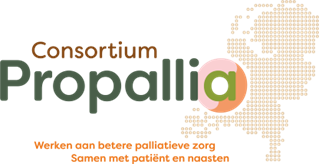 Consortium
Propallia
Werken aan betere palliatieve zorg
Samen met patiënt en naasten